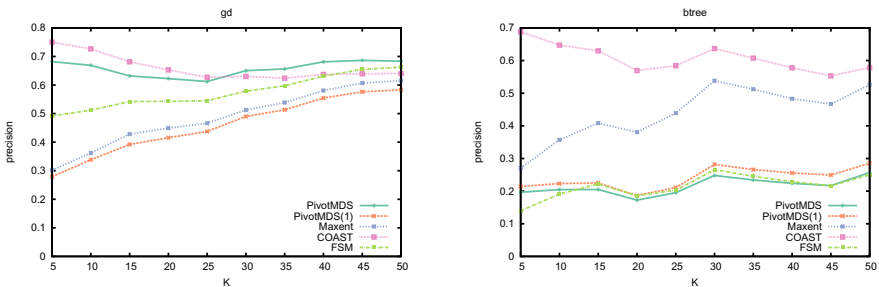 gd
0.8
0.7
0.6
0.5
0.4
0.3
0.2
0.1
0
precision
PivotMDS
PivotMDS(1)
Maxent
COAST
FSM
5 10 15 20 25 30 35 40 45 50
K
btree
0.7
0.6
0.5
0.4
0.3
0.2
0.1
0
precision
PivotMDS
PivotMDS(1)
Maxent
COAST
FSM
5 10 15 20 25 30 35 40 45 50
K